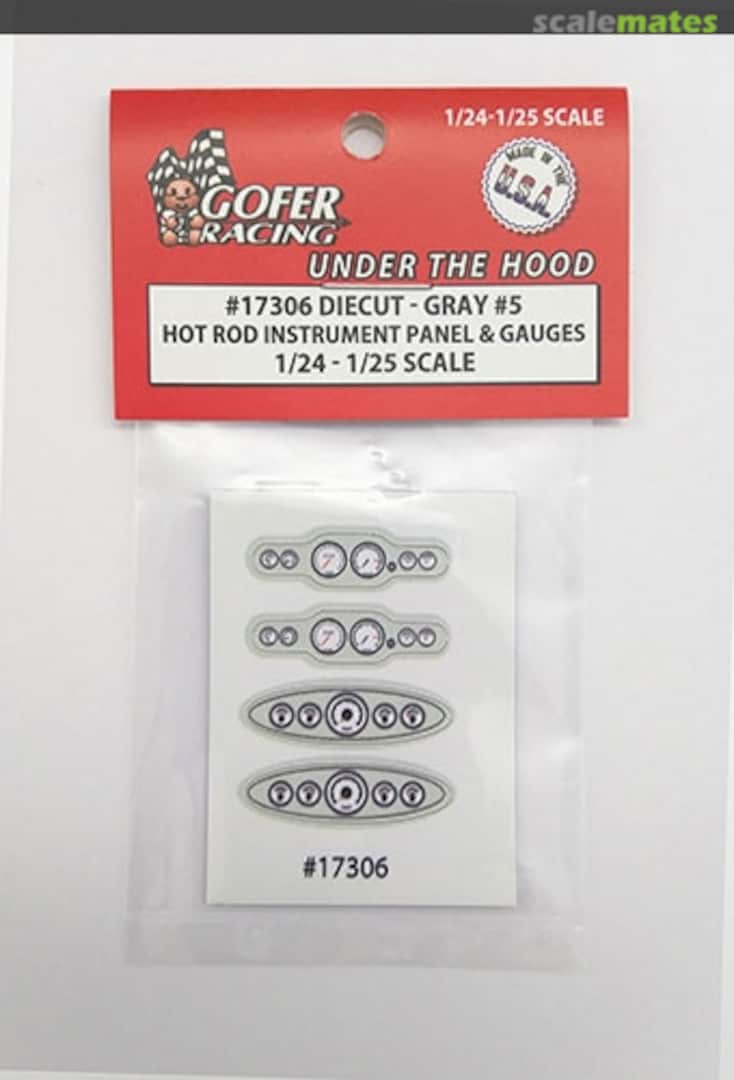 scalemates
1/24-1/25 SCALE
MADE IN THE
U.S.A.
GOFER
RACING
UNDER THE HOOD
#17306 DIECUT - GRAY #5
HOT ROD INSTRUMENT PANEL & GAUGES
1/24 - 1/25 SCALE
#17306